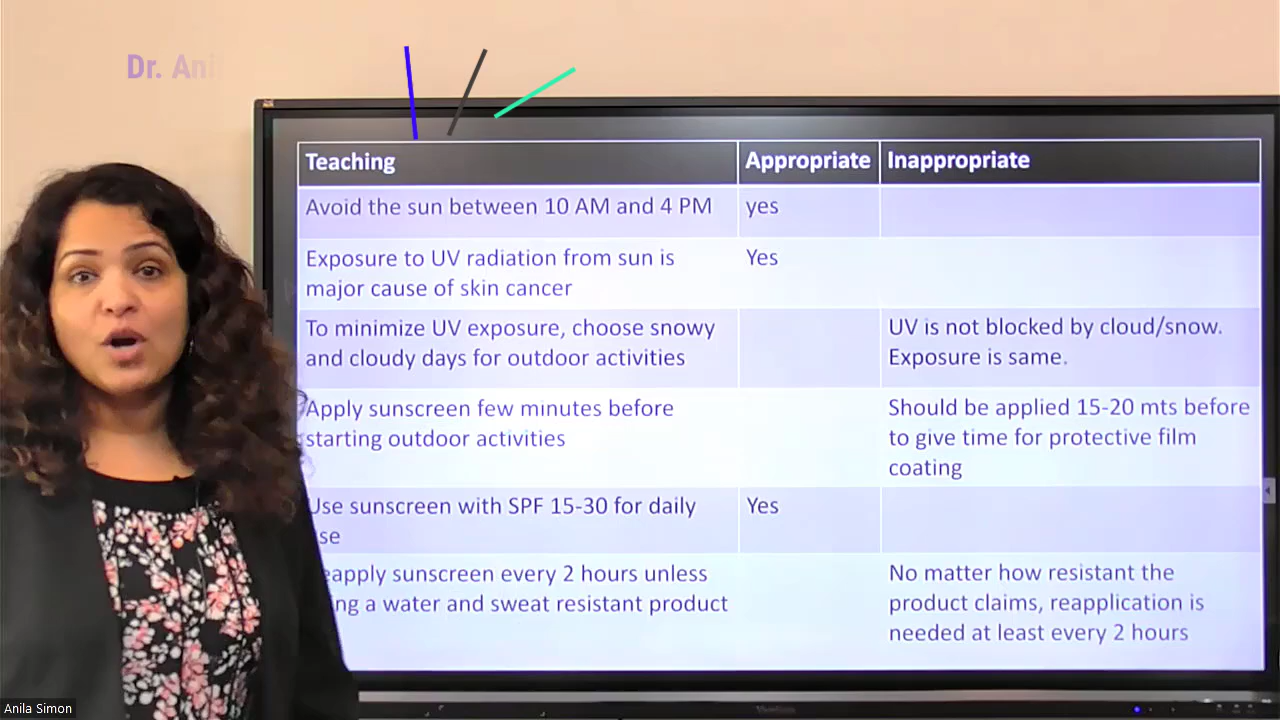 Dr. Ani
Teaching
Appropriate
Inappropriate
Avoid the sun between 10 AM and 4 PM
yes
Exposure to UV radiation from sun is
major cause of skin cancer
Yes
To minimize UV exposure, choose snowy
and cloudy days for outdoor activities
UV is not blocked by cloud/snow.
Exposure is same.
Apply sunscreen few minutes before
starting outdoor activities
Should be applied 15-20 mts before
to give time for protective film
coating
Use sunscreen with SPF 15-30 for daily
se
Yes
eapply sunscreen every 2 hours unless
ng a water and sweat resistant product
No matter how resistant the
product claims, reapplication is
needed at least every 2 hours
Anila Simon
ViewSonic